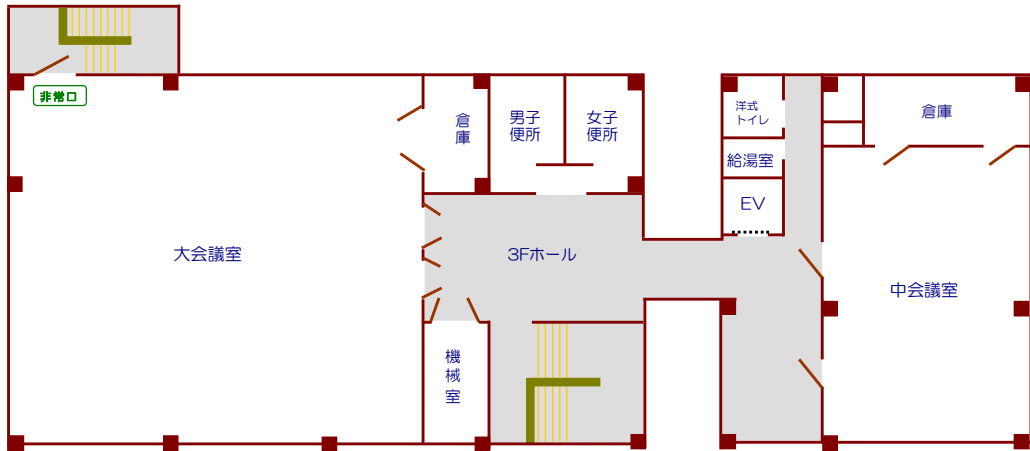 非常口
倉
庫
男子
便所
女子
便所
洋式
トイレ
倉庫
給湯室
EV
大会議室
3Fホール
中会議室
機
械
室